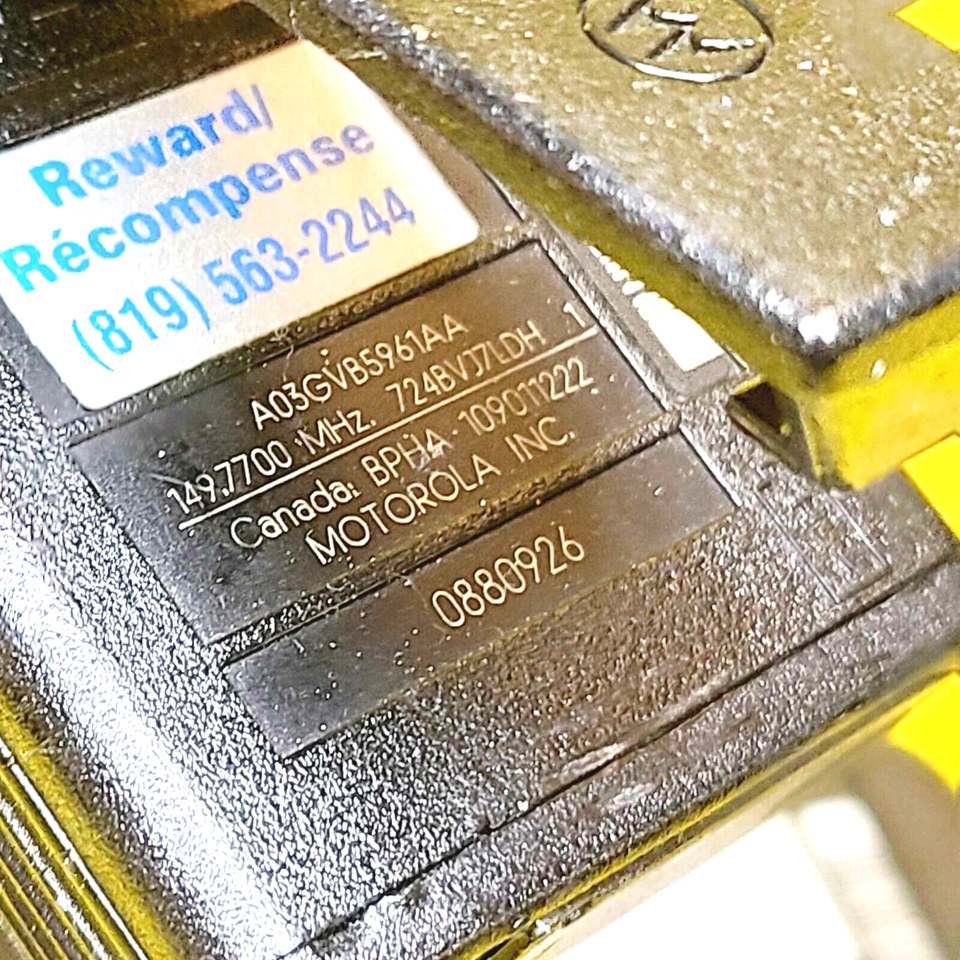 Reward/
Récompense
(819) 563-2244
A03GVB5961AA
149.7700 MHz. 724BVJ7LDH 1
Canada: BPH4 109011222
MOTOROLA INC.
0880926